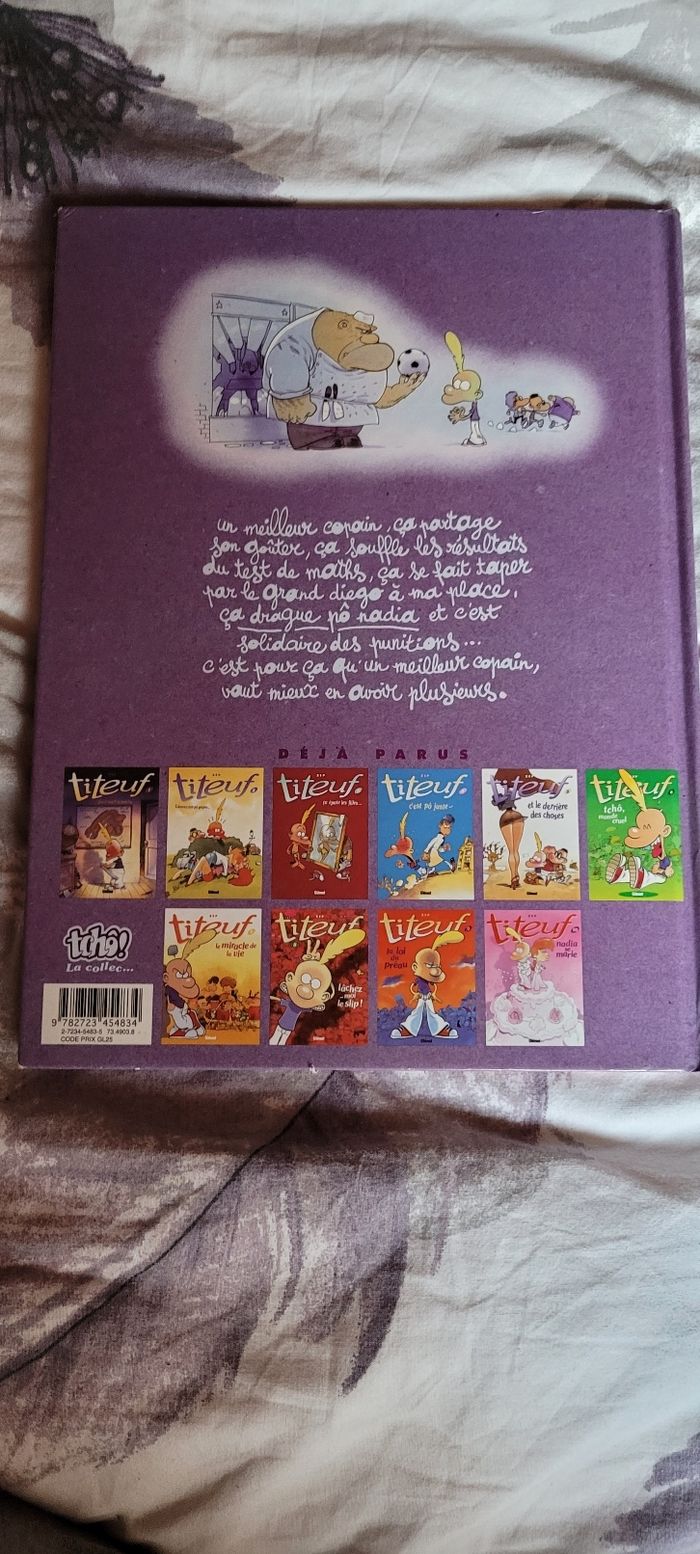 un meilleur copain, ça partage
son goûter, ça souffle les résultats
du test de maths, ça se fait taper
par le grand diego à ma place,
ça drague pô nadia et c'est
solidaire des punitions...
c'est pour ça qu'un meilleur copain,
vaut mieux en avoir plusieurs.
DÉJÀ PARUS
titeuf
titeuf
titeuf
titeuf
c'est pô juste...
titeuf
et le derrière
des choses
titeuf
tchô,
monde
cruel
tchô!
La collec...
titeuf
le miracle de
la vie
titeuf
lâchez
moi
le slip!
titeuf
la loi du
préau
titeuf
nadia
se
marie
9 782723 454834
2-7234-5483-5 73.4903.8
CODE PRIX GL25